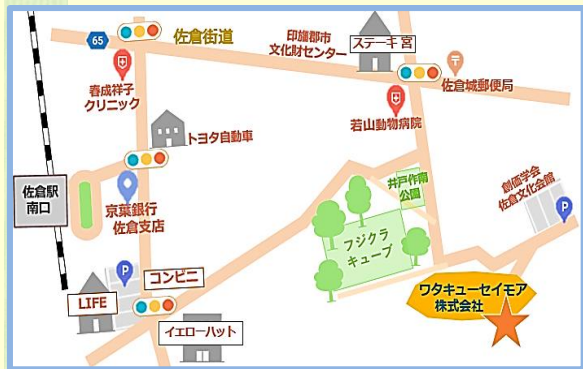 65
佐倉街道
印旛郡市
文化財センター
ステーキ宮
佐倉城郵便局
春成祥子
クリニック
若山動物病院
トヨタ自動車
佐倉駅
南口
京葉銀行
佐倉支店
井戸作南
公園
創価学会
佐倉文化会館
フジクラ
キューブ
P
コンビニ
LIFE
イエローハット
P
ワタキューセイモア
株式会社